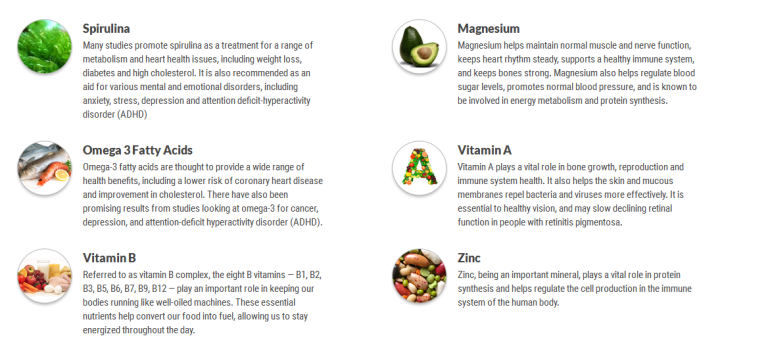 Spirulina
Many studies promote spirulina as a treatment for a range of
metabolism and heart health issues, including weight loss,
diabetes and high cholesterol. It is also recommended as an
aid for various mental and emotional disorders, including
anxiety, stress, depression and attention deficit-hyperactivity
disorder (ADHD)
Magnesium
Magnesium helps maintain normal muscle and nerve function,
keeps heart rhythm steady, supports a healthy immune system,
and keeps bones strong. Magnesium also helps regulate blood
sugar levels, promotes normal blood pressure, and is known to
be involved in energy metabolism and protein synthesis.
Omega 3 Fatty Acids
Omega-3 fatty acids are thought to provide a wide range of
health benefits, including a lower risk of coronary heart disease
and improvement in cholesterol. There have also been
promising results from studies looking at omega-3 for cancer,
depression, and attention-deficit hyperactivity disorder (ADHD).
Vitamin A
Vitamin A plays a vital role in bone growth, reproduction and
immune system health. It also helps the skin and mucous
membranes repel bacteria and viruses more effectively. It is
essential to healthy vision, and may slow declining retinal
function in people with retinitis pigmentosa.
Vitamin B
Referred to as vitamin B complex, the eight B vitamins — B1, B2,
B3, B5, B6, B7, B9, B12 — play an important role in keeping our
bodies running like well-oiled machines. These essential
nutrients help convert our food into fuel, allowing us to stay
energized throughout the day.
Zinc
Zinc, being an important mineral, plays a vital role in protein
synthesis and helps regulate the cell production in the immune
system of the human body.